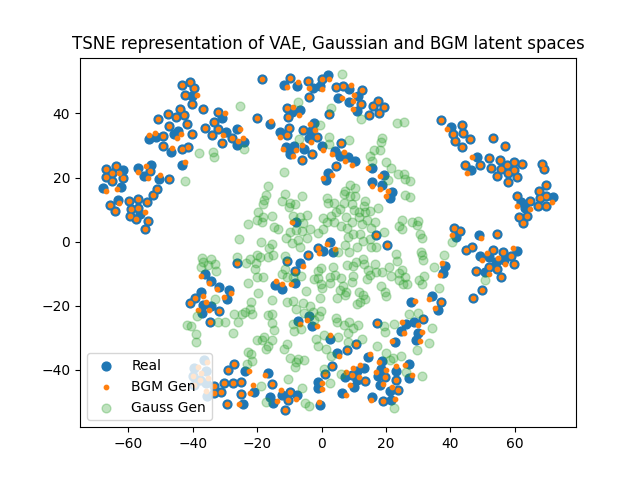 TSNE representation of VAE, Gaussian and BGM latent spaces
40
20
0
−20
−40
Real
BGM Gen
Gauss Gen
−60 −40 −20 0 20 40 60